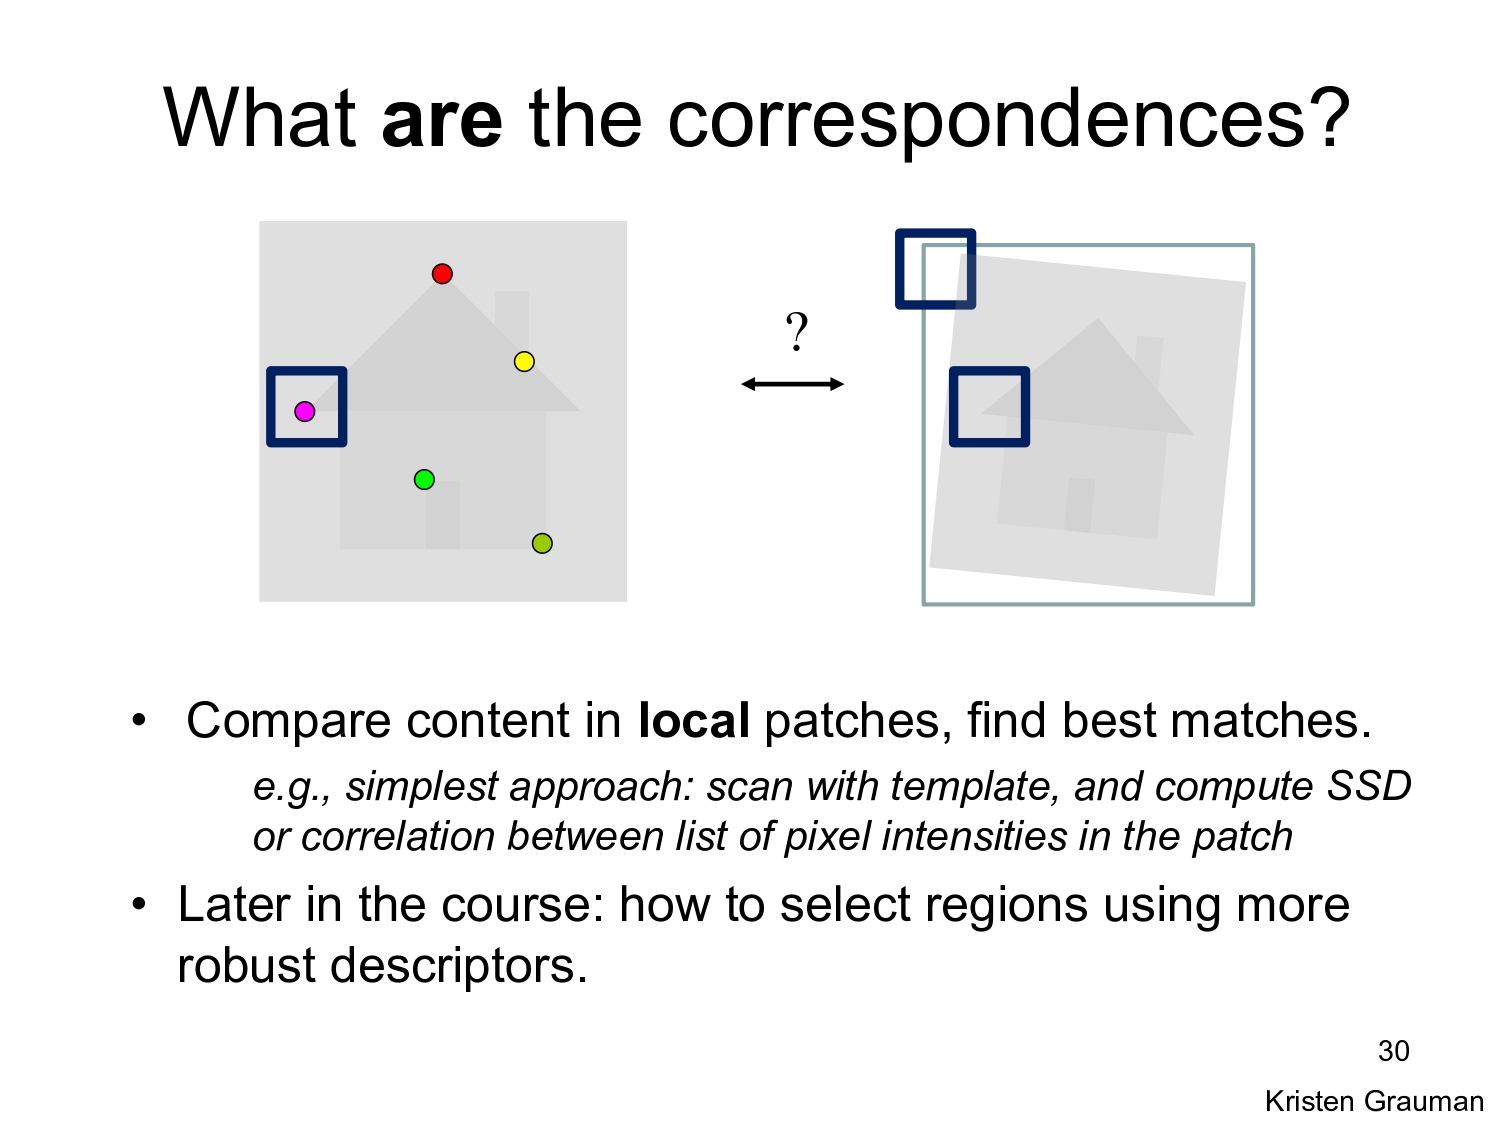 What are the correspondences?
?
• Compare content in local patches, find best matches.
e.g., simplest approach: scan with template, and compute SSD
or correlation between list of pixel intensities in the patch
• Later in the course: how to select regions using more
robust descriptors.
30
Kristen Grauman